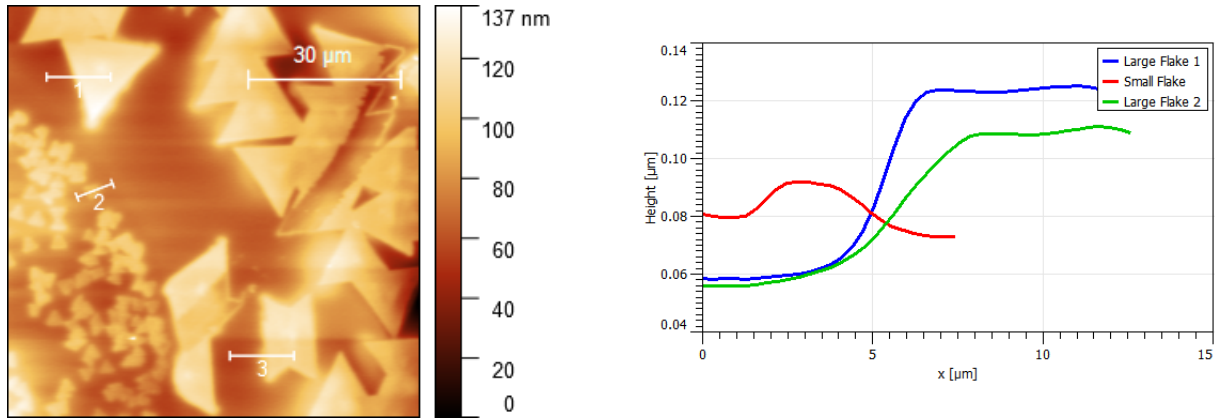 30 µm
1
2
3
137 nm
120
100
80
60
40
20
0
0.14
0.12
0.10
0.08
0.06
0.04
Height [µm]
0
5
10
15
x [µm]
Large Flake 1
Small Flake
Large Flake 2